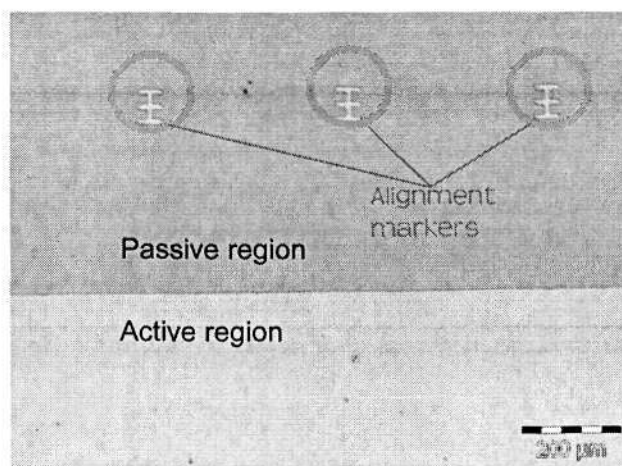 Alignment
markers
Passive region
Active region
200 µm